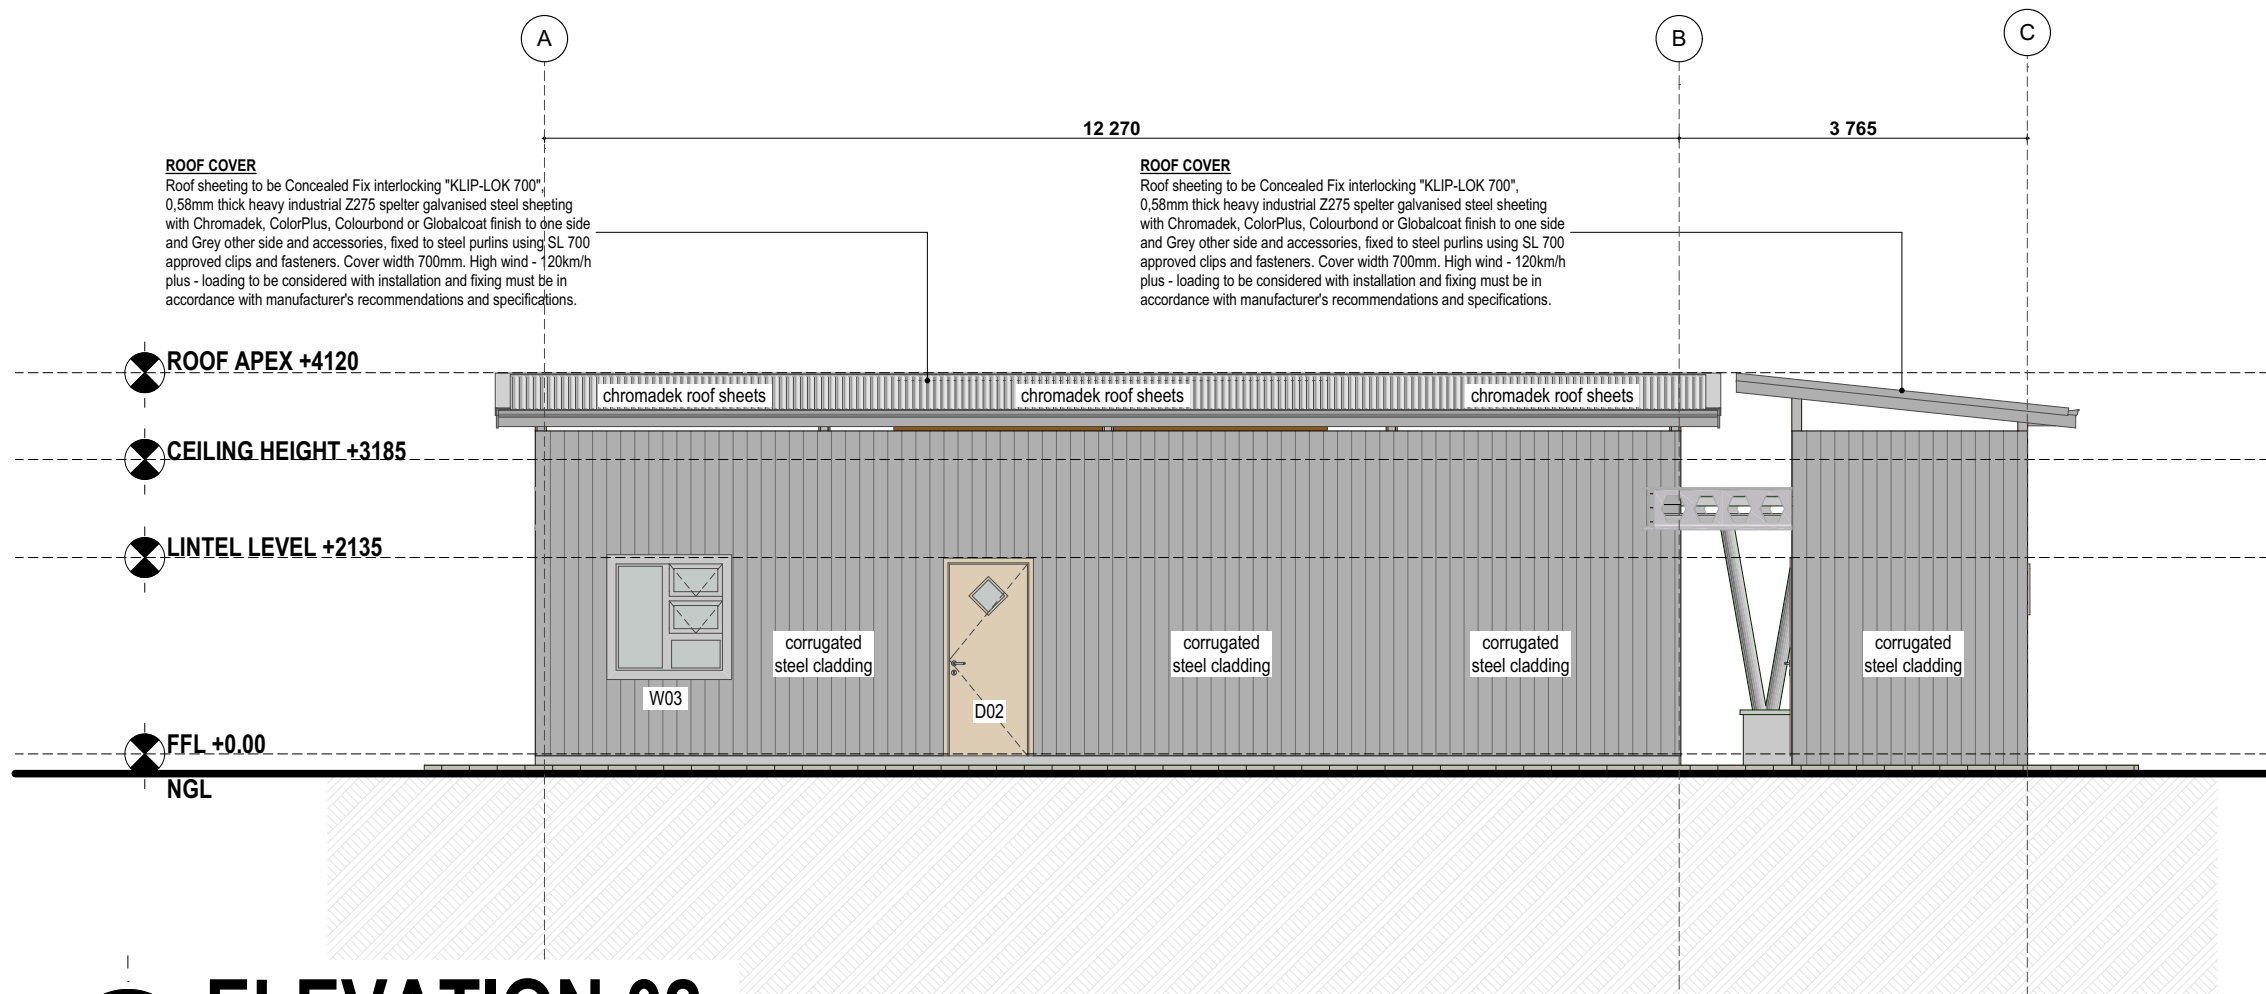 A
B
C
12 270
3 765
ROOF COVER
Roof sheeting to be Concealed Fix interlocking "KLIP-LOK 700",
0,58mm thick heavy industrial Z275 spelter galvanised steel sheeting
with Chromadek, ColorPlus, Colourbond or Globalcoat finish to one side
and Grey other side and accessories, fixed to steel purlins using SL 700
approved clips and fasteners. Cover width 700mm. High wind - 120km/h
plus - loading to be considered with installation and fixing must be in
accordance with manufacturer's recommendations and specifications.
ROOF COVER
Roof sheeting to be Concealed Fix interlocking "KLIP-LOK 700",
0,58mm thick heavy industrial Z275 spelter galvanised steel sheeting
with Chromadek, ColorPlus, Colourbond or Globalcoat finish to one side
and Grey other side and accessories, fixed to steel purlins using SL 700
approved clips and fasteners. Cover width 700mm. High wind - 120km/h
plus - loading to be considered with installation and fixing must be in
accordance with manufacturer's recommendations and specifications.
ROOF APEX +4120
chromadek roof sheets
chromadek roof sheets
chromadek roof sheets
CEILING HEIGHT +3185
LINTEL LEVEL +2135
corrugated
steel cladding
corrugated
steel cladding
corrugated
steel cladding
corrugated
steel cladding
W03
D02
FFL +0.00
NGL
ELEVATION